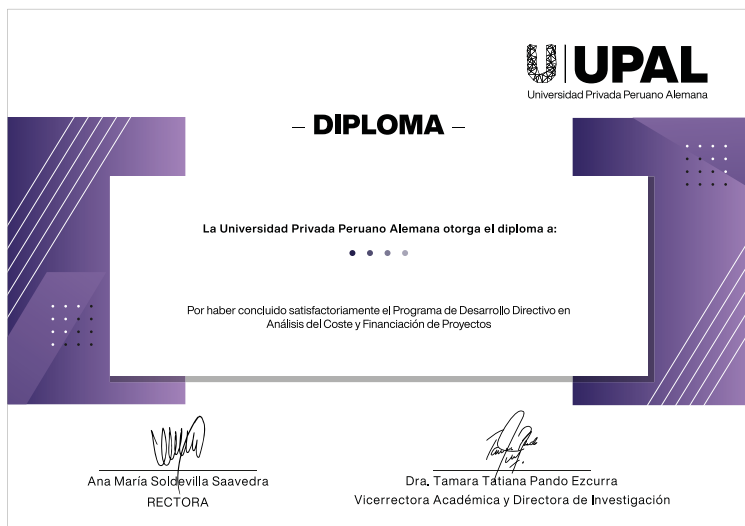 UPAL
Universidad Privada Peruano Alemana
– DIPLOMA –
La Universidad Privada Peruano Alemana otorga el diploma a:
Por haber concluido satisfactoriamente el Programa de Desarrollo Directivo en
Análisis del Coste y Financiación de Proyectos
Ana María Soldevilla Saavedra
RECTORA
Dra. Tamara Tatiana Pando Ezcurra
Vicerrectora Académica y Directora de Investigación